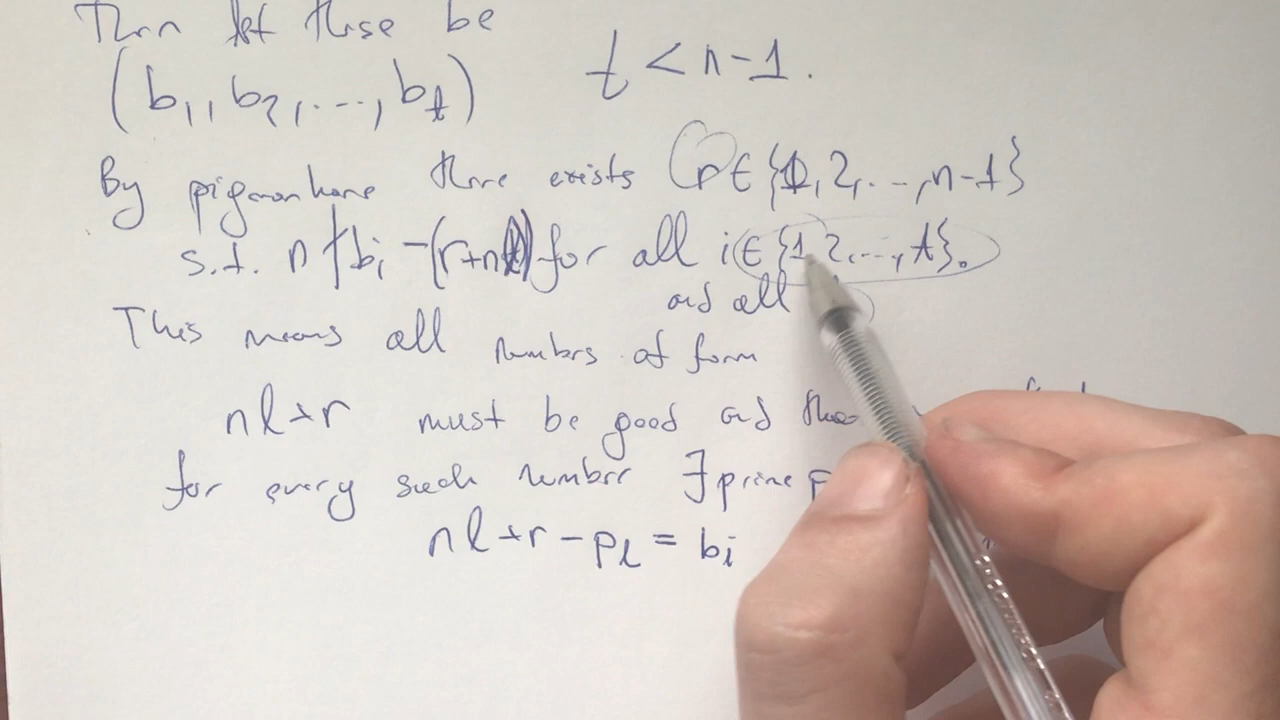 Then let these be
(b₁, b₂, ..., bₜ) t < n-1.
By pigeonhole there exists r ∈ {1, 2, ..., n-1}
s.t. n ∤ bᵢ - (r+nl) for all i ∈ {1, 2, ..., t}.
and all
This means all numbers of form
nl + r must be good and
for every such number ∃ prime
nl + r - pₗ = bᵢ